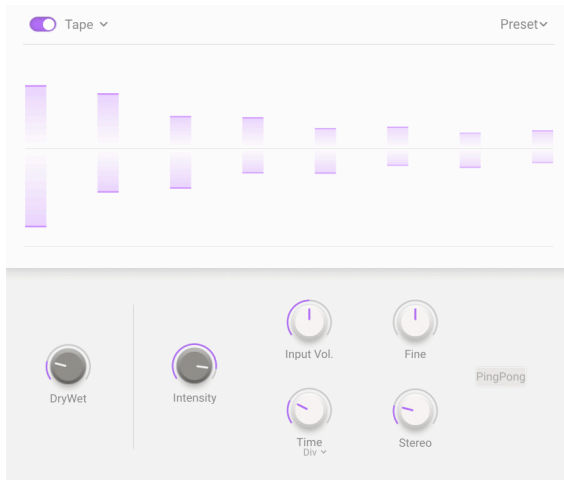 Tape
Preset
Input Vol.
Fine
DryWet
Intensity
PingPong
Time
Div
Stereo